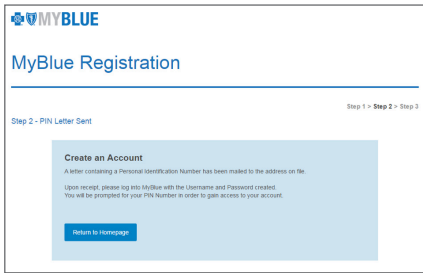 MYBLUE
MyBlue Registration
Step 1 > Step 2 > Step 3
Step 2 - PIN Letter Sent
Create an Account
A letter containing a Personal Identification Number has been mailed to the address on file.
Upon receipt, please log into MyBlue with the Username and Password created.
You will be prompted for your PIN Number in order to gain access to your account.
Return to Homepage